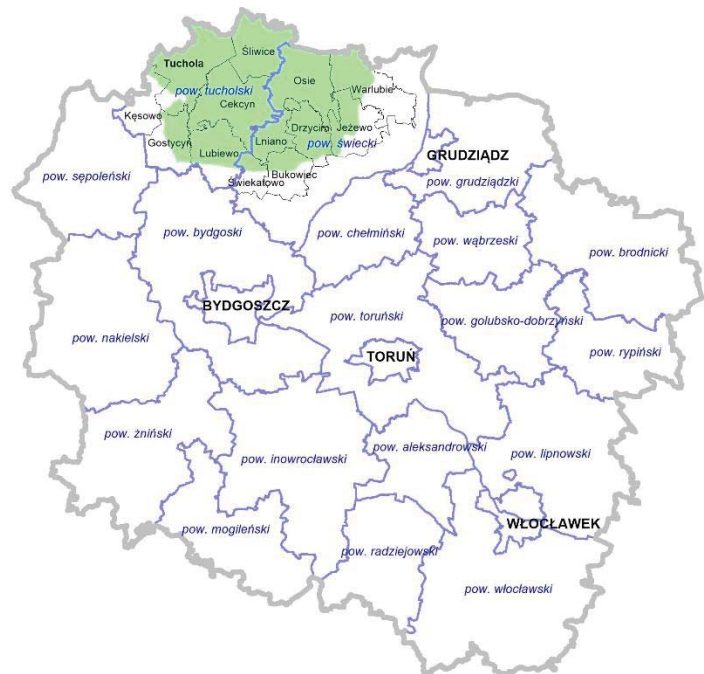 Śliwice
Tuchola
Osie
pow. tucholski
Warlubie
Cekcyn
Kęsowo
Drzycim
Jeżewo
Gostycyn
Lniano
pow. świecki
Lubiewo
GRUDZIĄDZ
Bukowiec
pow. sępoleński
Świekatowo
pow. grudziądzki
pow. bydgoski
pow. chełmiński
pow. wąbrzeski
pow. brodnicki
BYDGOSZCZ
pow. toruński
pow. golubsko-dobrzyński
pow. nakielski
TORUŃ
pow. rypiński
pow. żniński
pow. aleksandrowski
pow. lipnowski
pow. inowrocławski
WŁOCŁAWEK
pow. mogileński
pow. radziejowski
pow. włocławski